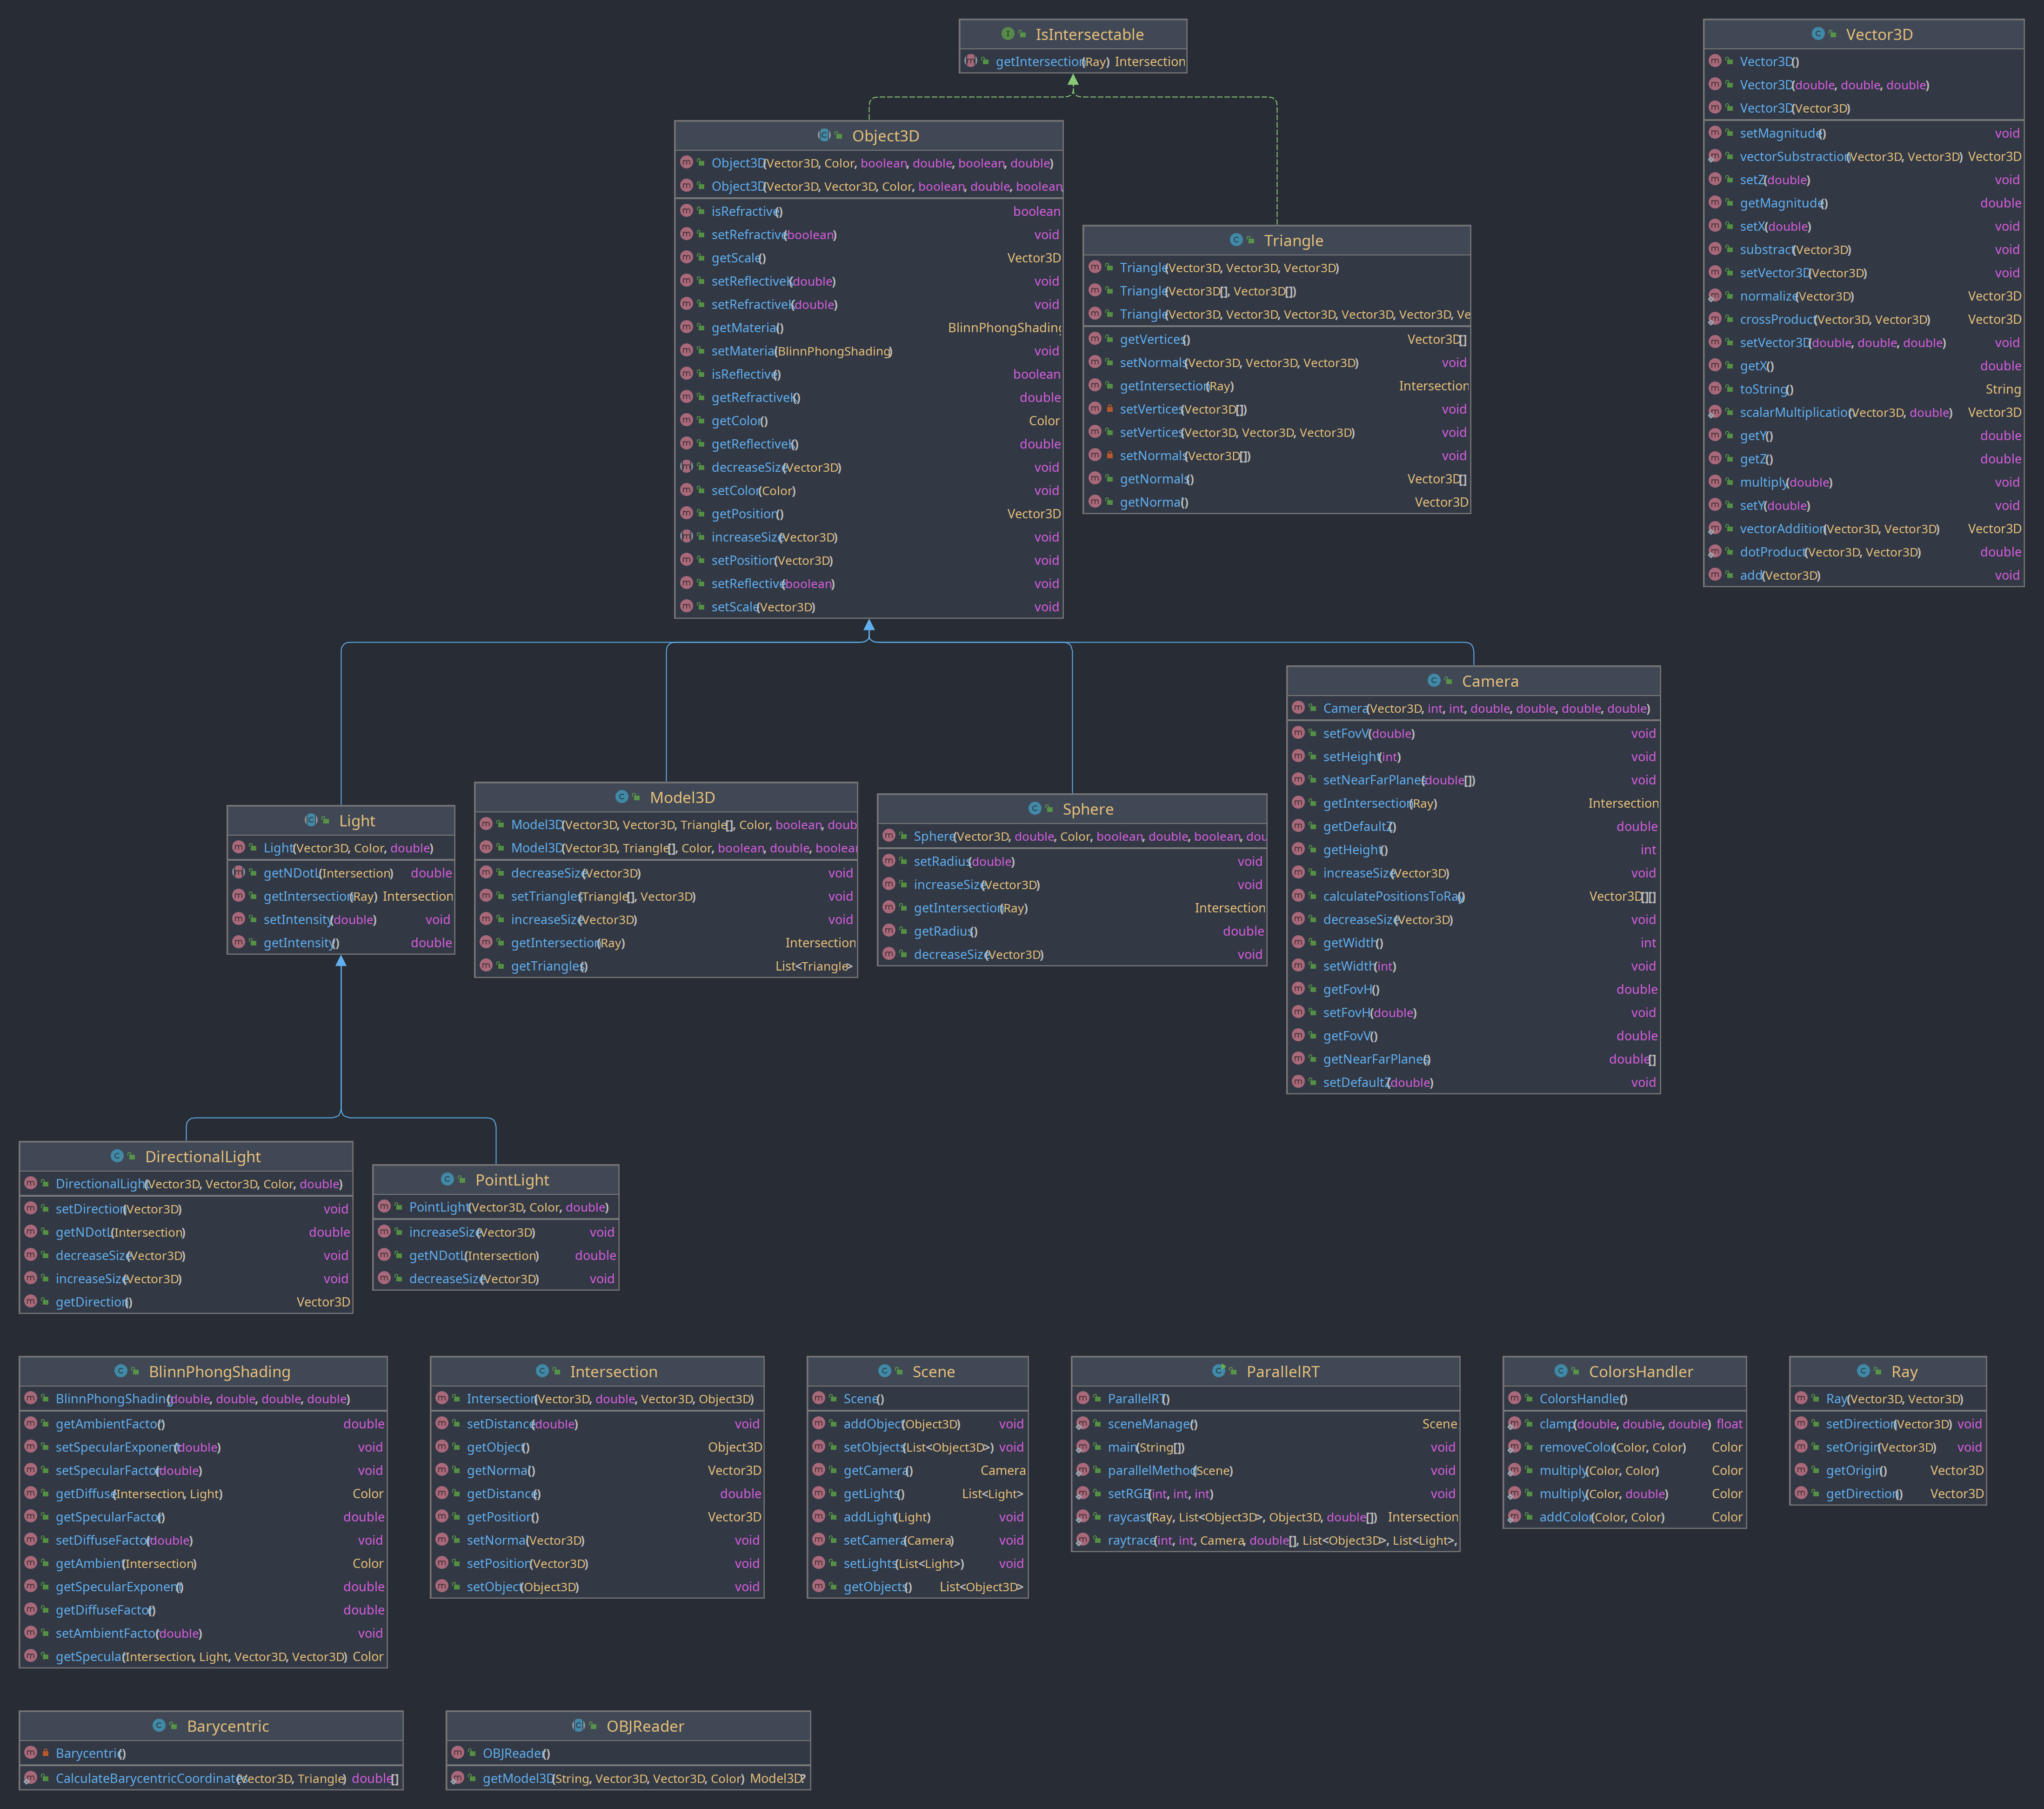 IsIntersectable
getIntersection(Ray) Intersection
Vector3D
Vector3D()
Vector3D(double, double, double)
Vector3D(Vector3D)
setMagnitude() void
vectorSubstraction(Vector3D, Vector3D) Vector3D
setZ(double) void
getMagnitude() double
setX(double) void
substract(Vector3D) void
setVector3D(Vector3D) void
normalize(Vector3D) Vector3D
crossProduct(Vector3D, Vector3D) Vector3D
setVector3D(double, double, double) void
getX() double
toString() String
scalarMultiplication(Vector3D, double) Vector3D
getY() double
getZ() double
multiply(double) void
setY(double) void
vectorAddition(Vector3D, Vector3D) Vector3D
dotProduct(Vector3D, Vector3D) double
add(Vector3D) void
Object3D
Object3D(Vector3D, Color, boolean, double, boolean, double)
Object3D(Vector3D, Vector3D, Color, boolean, double, boolean
isRefractive() boolean
setRefractive(boolean) void
getScale() Vector3D
setReflectiveK(double) void
setRefractiveK(double) void
getMaterial() BlinnPhongShading
setMaterial(BlinnPhongShading) void
isReflective() boolean
getRefractiveK() double
getColor() Color
getReflectiveK() double
decreaseSize(Vector3D) void
setColor(Color) void
getPosition() Vector3D
increaseSize(Vector3D) void
setPosition(Vector3D) void
setReflective(boolean) void
setScale(Vector3D) void
Triangle
Triangle(Vector3D, Vector3D, Vector3D)
Triangle(Vector3D[], Vector3D[])
Triangle(Vector3D, Vector3D, Vector3D, Vector3D, Vector3D, Ve
getVertices() Vector3D[]
setNormals(Vector3D, Vector3D, Vector3D) void
getIntersection(Ray) Intersection
setVertices(Vector3D[]) void
setVertices(Vector3D, Vector3D, Vector3D) void
setNormals(Vector3D[]) void
getNormals() Vector3D[]
getNormal() Vector3D
Camera
Camera(Vector3D, int, int, double, double, double, double)
setFovV(double) void
setHeight(int) void
setNearFarPlanes(double[]) void
getIntersection(Ray) Intersection
getDefaultZ() double
getHeight() int
increaseSize(Vector3D) void
calculatePositionsToRay() Vector3D[][]
decreaseSize(Vector3D) void
getWidth() int
setWidth(int) void
getFovH() double
setFovH(double) void
getFovV() double
getNearFarPlanes() double[]
setDefaultZ(double) void
Light
Light(Vector3D, Color, double)
getNDotL(Intersection) double
getIntersection(Ray) Intersection
setIntensity(double) void
getIntensity() double
Model3D
Model3D(Vector3D, Vector3D, Triangle[], Color, boolean, doub
Model3D(Vector3D, Triangle[], Color, boolean, double, boolean
decreaseSize(Vector3D) void
setTriangles(Triangle[], Vector3D) void
increaseSize(Vector3D) void
getIntersection(Ray) Intersection
getTriangles() List<Triangle>
Sphere
Sphere(Vector3D, double, Color, boolean, double, boolean, dou
setRadius(double) void
increaseSize(Vector3D) void
getIntersection(Ray) Intersection
getRadius() double
decreaseSize(Vector3D) void
DirectionalLight
DirectionalLight(Vector3D, Vector3D, Color, double)
setDirection(Vector3D) void
getNDotL(Intersection) double
decreaseSize(Vector3D) void
increaseSize(Vector3D) void
getDirection() Vector3D
PointLight
PointLight(Vector3D, Color, double)
increaseSize(Vector3D) void
getNDotL(Intersection) double
decreaseSize(Vector3D) void
BlinnPhongShading
BlinnPhongShading(double, double, double, double)
getAmbientFactor() double
setSpecularExponent(double) void
setSpecularFactor(double) void
getDiffuse(Intersection, Light) Color
getSpecularFactor() double
setDiffuseFactor(double) void
getAmbient(Intersection) Color
getSpecularExponent() double
getDiffuseFactor() double
setAmbientFactor(double) void
getSpecular(Intersection, Light, Vector3D, Vector3D) Color
Intersection
Intersection(Vector3D, double, Vector3D, Object3D)
setDistance(double) void
getObject() Object3D
getNormal() Vector3D
getDistance() double
getPosition() Vector3D
setNormal(Vector3D) void
setPosition(Vector3D) void
setObject(Object3D) void
Scene
Scene()
addObject(Object3D) void
setObjects(List<Object3D>) void
getCamera() Camera
getLights() List<Light>
addLight(Light) void
setCamera(Camera) void
setLights(List<Light>) void
getObjects() List<Object3D>
ParallelRT
ParallelRT()
sceneManager() Scene
main(String[]) void
parallelMethod(Scene) void
setRGB(int, int, int) void
raycast(Ray, List<Object3D>, Object3D, double[]) Intersection
raytrace(int, int, Camera, double[], List<Object3D>, List<Light>,
ColorsHandler
ColorsHandler()
clamp(double, double, double) float
removeColor(Color, Color) Color
multiply(Color, Color) Color
multiply(Color, double) Color
addColor(Color, Color) Color
Ray
Ray(Vector3D, Vector3D)
setDirection(Vector3D) void
setOrigin(Vector3D) void
getOrigin() Vector3D
getDirection() Vector3D
Barycentric
Barycentric()
CalculateBarycentricCoordinates(Vector3D, Triangle) double[]
OBJReader
OBJReader()
getModel3D(String, Vector3D, Vector3D, Color) Model3D?